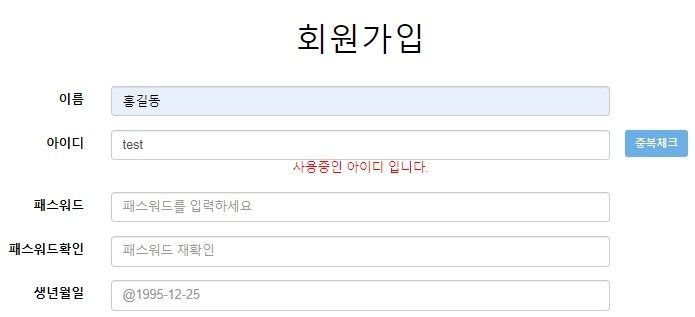 회원가입
이름 홍길동
아이디 test 중복체크
사용중인 아이디 입니다.
패스워드 패스워드를 입력하세요
패스워드확인 패스워드 재확인
생년월일 @1995-12-25